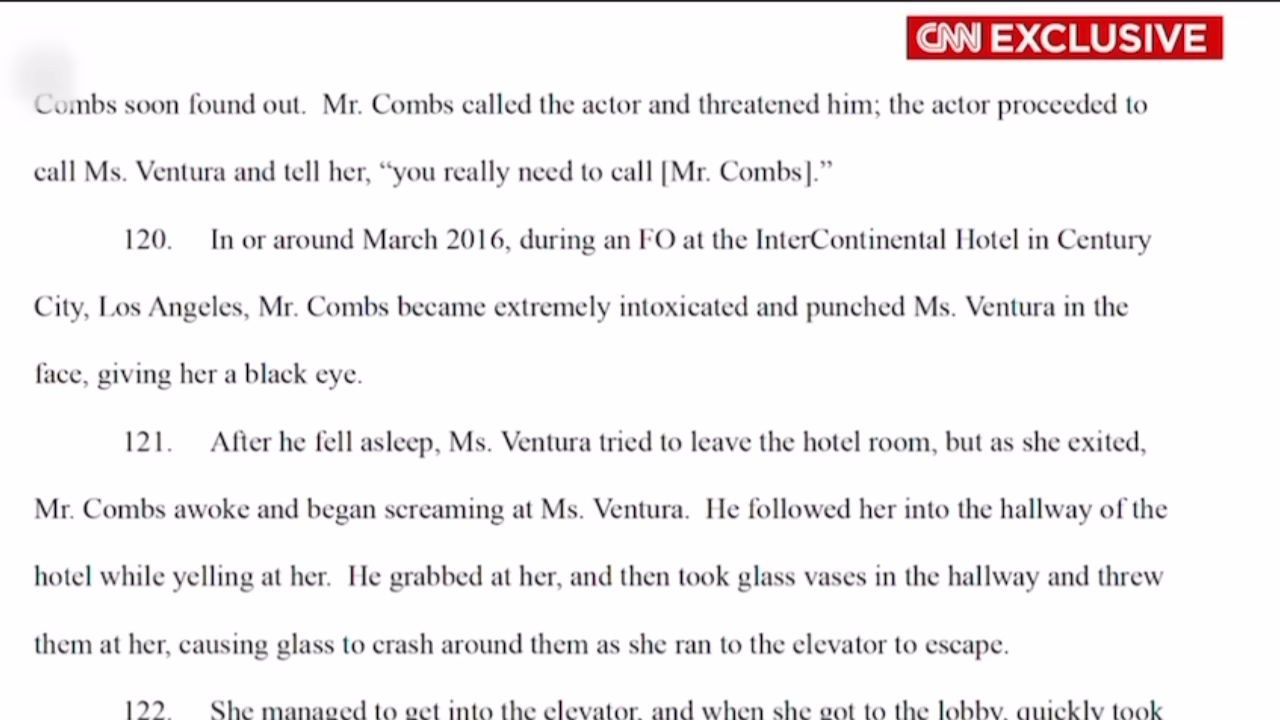 CNN EXCLUSIVE
Combs soon found out.  Mr. Combs called the actor and threatened him; the actor proceeded to
call Ms. Ventura and tell her, “you really need to call [Mr. Combs].”
120. In or around March 2016, during an FO at the InterContinental Hotel in Century
City, Los Angeles, Mr. Combs became extremely intoxicated and punched Ms. Ventura in the
face, giving her a black eye.
121. After he fell asleep, Ms. Ventura tried to leave the hotel room, but as she exited,
Mr. Combs awoke and began screaming at Ms. Ventura.  He followed her into the hallway of the
hotel while yelling at her.  He grabbed at her, and then took glass vases in the hallway and threw
them at her, causing glass to crash around them as she ran to the elevator to escape.
122. She managed to get into the elevator, and when she got to the lobby, quickly took